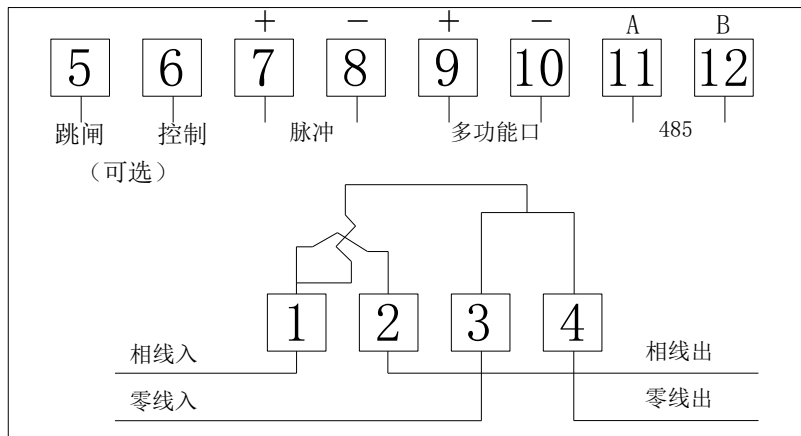 + - + - A B
5 6 7 8 9 10 11 12
跳闸 控制 脉冲 多功能口 485
（可选）
1 2 3 4
相线入 相线出
零线入 零线出